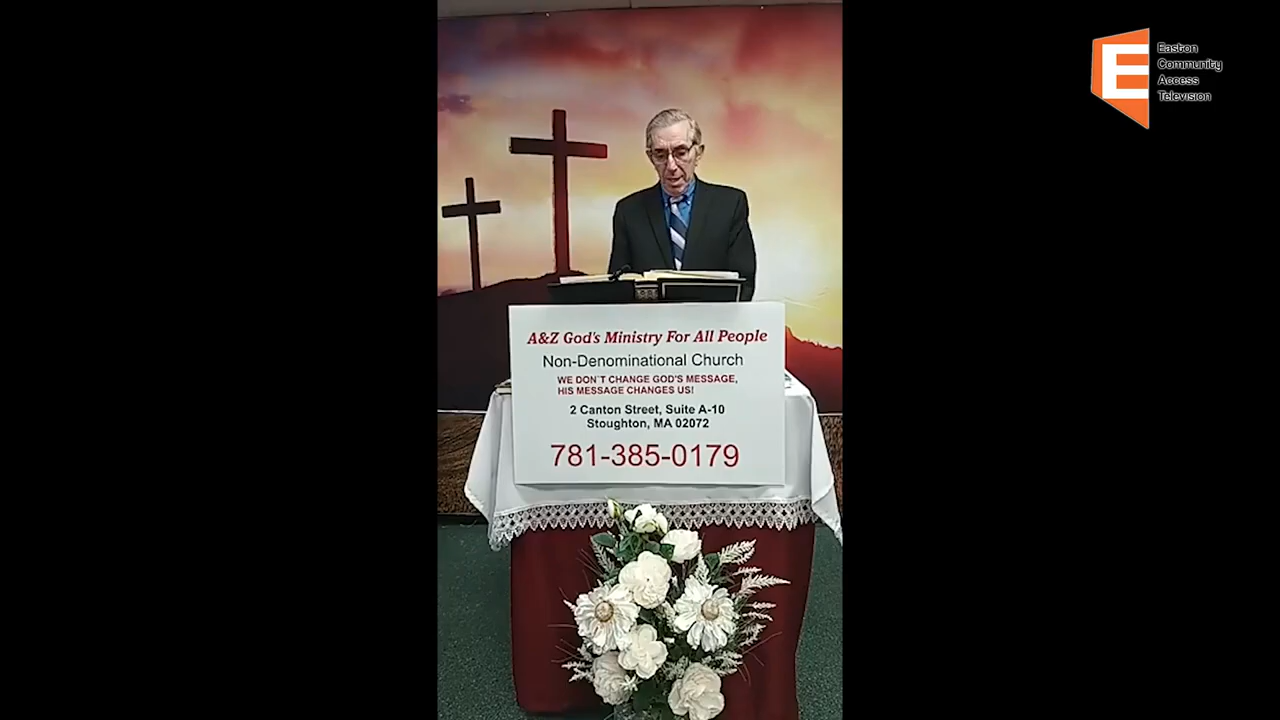 E
Easton
Community
Access
Television
A&Z God's Ministry For All People
Non-Denominational Church
WE DON'T CHANGE GOD'S MESSAGE,
HIS MESSAGE CHANGES US!
2 Canton Street, Suite A-10
Stoughton, MA 02072
781-385-0179